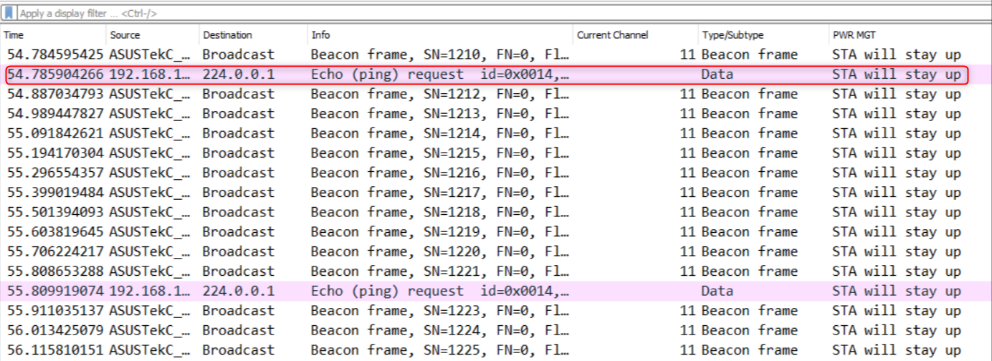 Apply a display filter ... <Ctrl-/>
Time Source Destination Info Current Channel Type/Subtype PWR MGT
54.784595425 ASUSTekC_… Broadcast Beacon frame, SN=1210, FN=0, Fl… 11 Beacon frame STA will stay up
54.785904266 192.168.1… 224.0.0.1 Echo (ping) request id=0x0014,… Data STA will stay up
54.887034793 ASUSTekC_… Broadcast Beacon frame, SN=1212, FN=0, Fl… 11 Beacon frame STA will stay up
54.989447827 ASUSTekC_… Broadcast Beacon frame, SN=1213, FN=0, Fl… 11 Beacon frame STA will stay up
55.091842621 ASUSTekC_… Broadcast Beacon frame, SN=1214, FN=0, Fl… 11 Beacon frame STA will stay up
55.194170304 ASUSTekC_… Broadcast Beacon frame, SN=1215, FN=0, Fl… 11 Beacon frame STA will stay up
55.296554357 ASUSTekC_… Broadcast Beacon frame, SN=1216, FN=0, Fl… 11 Beacon frame STA will stay up
55.399019484 ASUSTekC_… Broadcast Beacon frame, SN=1217, FN=0, Fl… 11 Beacon frame STA will stay up
55.501394093 ASUSTekC_… Broadcast Beacon frame, SN=1218, FN=0, Fl… 11 Beacon frame STA will stay up
55.603819645 ASUSTekC_… Broadcast Beacon frame, SN=1219, FN=0, Fl… 11 Beacon frame STA will stay up
55.706224217 ASUSTekC_… Broadcast Beacon frame, SN=1220, FN=0, Fl… 11 Beacon frame STA will stay up
55.808653288 ASUSTekC_… Broadcast Beacon frame, SN=1221, FN=0, Fl… 11 Beacon frame STA will stay up
55.809919074 192.168.1… 224.0.0.1 Echo (ping) request id=0x0014,… Data STA will stay up
55.911035137 ASUSTekC_… Broadcast Beacon frame, SN=1223, FN=0, Fl… 11 Beacon frame STA will stay up
56.013425079 ASUSTekC_… Broadcast Beacon frame, SN=1224, FN=0, Fl… 11 Beacon frame STA will stay up
56.115810151 ASUSTekC_… Broadcast Beacon frame, SN=1225, FN=0, Fl… 11 Beacon frame STA will stay up